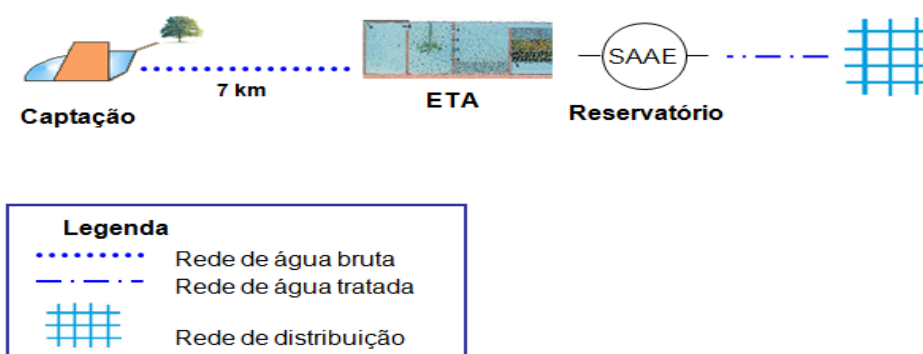 SAAE
7 km
ETA
Captação
Reservatório
Legenda
Rede de água bruta
Rede de água tratada
Rede de distribuição